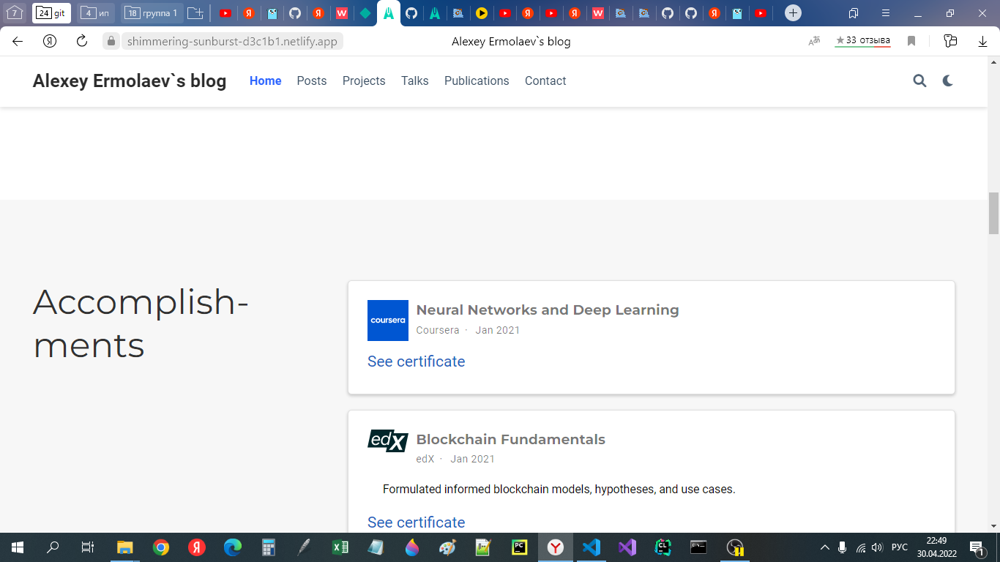 7
24 git
4 ип
18 группа 1
shimmering-sunburst-d3c1b1.netlify.app
Alexey Ermolaev`s blog
33 отзыва
Alexey Ermolaev`s blog
Home
Posts
Projects
Talks
Publications
Contact
Accomplish-
ments
coursera
Neural Networks and Deep Learning
Coursera · Jan 2021
See certificate
edX
Blockchain Fundamentals
edX · Jan 2021
Formulated informed blockchain models, hypotheses, and use cases.
See certificate
РУС
22:49
30.04.2022
1